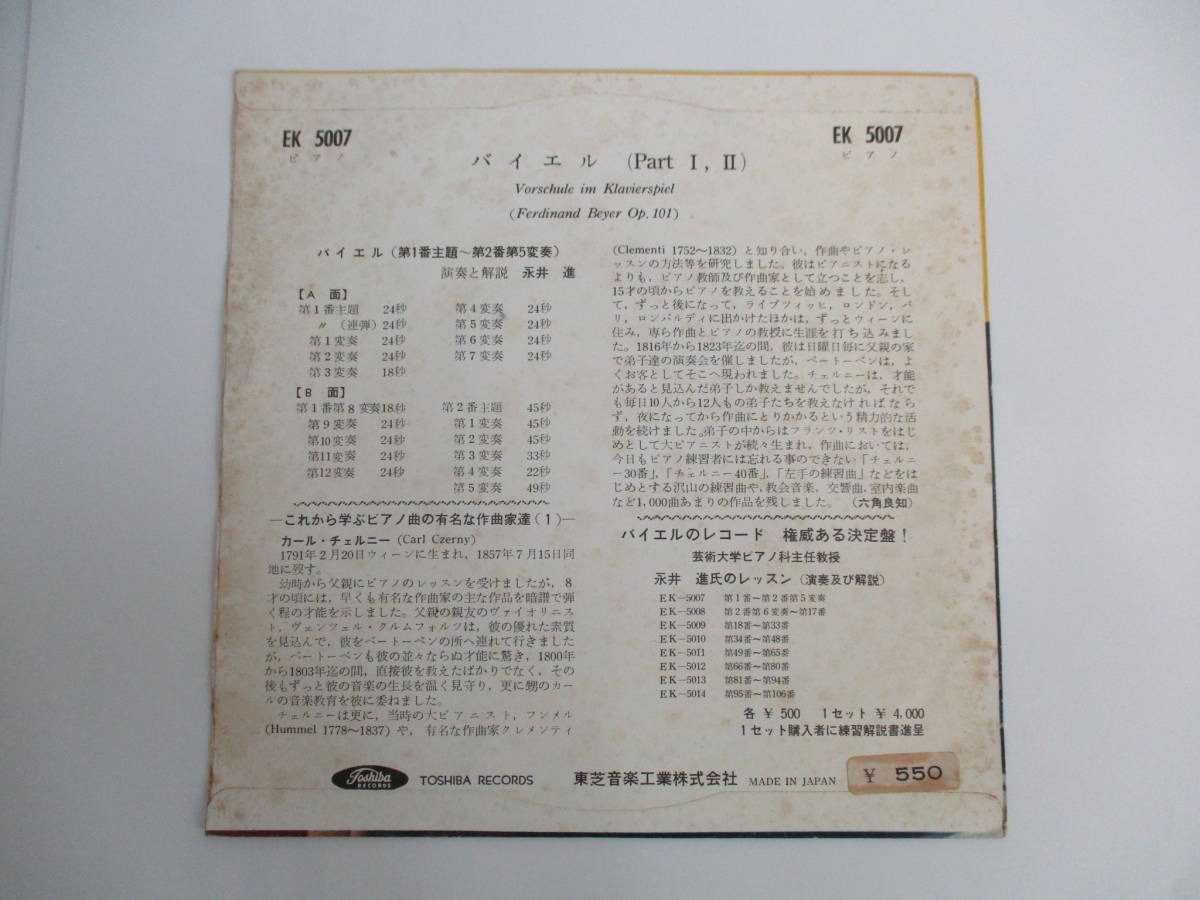 EK 5007
ピアノ
EK 5007
ピアノ
バイエル (Part I, II)
Vorschule im Klavierspiel
(Ferdinand Beyer Op. 101)
バイエル(第1番主題~第2番第5変奏)
演奏と解説 永井 進
【A 面】
第1番主題 24秒
〃 (連弾) 24秒
第1変奏 24秒
第2変奏 24秒
第3変奏 18秒
第4変奏 24秒
第5変奏 24秒
第6変奏 24秒
第7変奏 24秒
【B 面】
第1番第8変奏18秒
第9変奏 24秒
第10変奏 24秒
第11変奏 24秒
第12変奏 24秒
第2番主題 45秒
第1変奏 45秒
第2変奏 45秒
第3変奏 33秒
第4変奏 22秒
第5変奏 49秒
―これから学ぶピアノ曲の有名な作曲家達(1)―
カール・チェルニー (Carl Czerny)
1791年2月20日ウィーンに生まれ,1857年7月15日同
地に歿す。
幼時から父親にピアノのレッスンを受けましたが,8
才の頃には,早くも有名な作曲家の主な作品を暗譜で弾
く程の才能を示しました。父親の親友のヴァイオリニス
ト,ヴェンツェル・クルムフォルツは,彼の優れた素質
を見込んで,彼をベートーベンの所へ連れて行きました
が,ベートーベンも彼の並々ならぬ才能に驚き,1800年
から1803年迄の間,直接彼を教えたばかりでなく,その
後もずっと彼の音楽の生長を温く見守り,更に甥のカー
ルの音楽教育を彼に委ねました。
チェルニーは更に,当時の大ピアニスト,フンメル
(Hummel 1778~1837) や,有名な作曲家クレメンティ
(Clementi 1752~1832) と知り合い,作曲やピアノ・レ
ッスンの方法等を研究しました。彼はピアニストになる
よりも,ピアノ教師及び作曲家として立つことを志し,
15才の頃からピアノを教えることを始めました。そし
て,ずっと後になって,ライプツィッヒ,ロンドン,パ
リ,ロンバルディに出かけたほかは,ずっとウィーンに
住み,専ら作曲とピアノの教授に生涯を打ち込みまし
た。1816年から1823年迄の間,彼は日曜日毎に父親の家
で弟子達の演奏会を催しましたが,ベートーベンは,よ
くお客としてそこへ現われました。チェルニーは,才能
があると見込んだ弟子しか教えませんでしたが,それで
も毎日10人から12人もの弟子たちを教えなければなら
ず,夜になってから作曲にとりかかるという精力的な活
動を続けました。弟子の中からはフランツ・リストをはじ
めとして大ピアニストが続々生まれ,作曲においては,
今日もピアノ練習者には忘れる事のできない「チェルニ
ー30番」,「チェルニー40番」,「左手の練習曲」などをは
じめとする沢山の練習曲や,教会音楽,交響曲,室内楽曲
など1,000曲あまりの作品を残しました。 (六角良知)
バイエルのレコード 権威ある決定盤!
芸術大学ピアノ科主任教授
永井 進氏のレッスン(演奏及び解説)
EK—5007 第1番~第2番第5変奏
EK—5008 第2番第6変奏~第17番
EK—5009 第18番~第33番
EK—5010 第34番~第48番
EK—5011 第49番~第65番
EK—5012 第66番~第80番
EK—5013 第81番~第94番
EK—5014 第95番~第106番
各 ¥ 500 1セット ¥ 4,000
1セット購入者に練習解説書進呈
Toshiba
RECORDS
TOSHIBA RECORDS 東芝音楽工業株式会社 MADE IN JAPAN
¥ 550